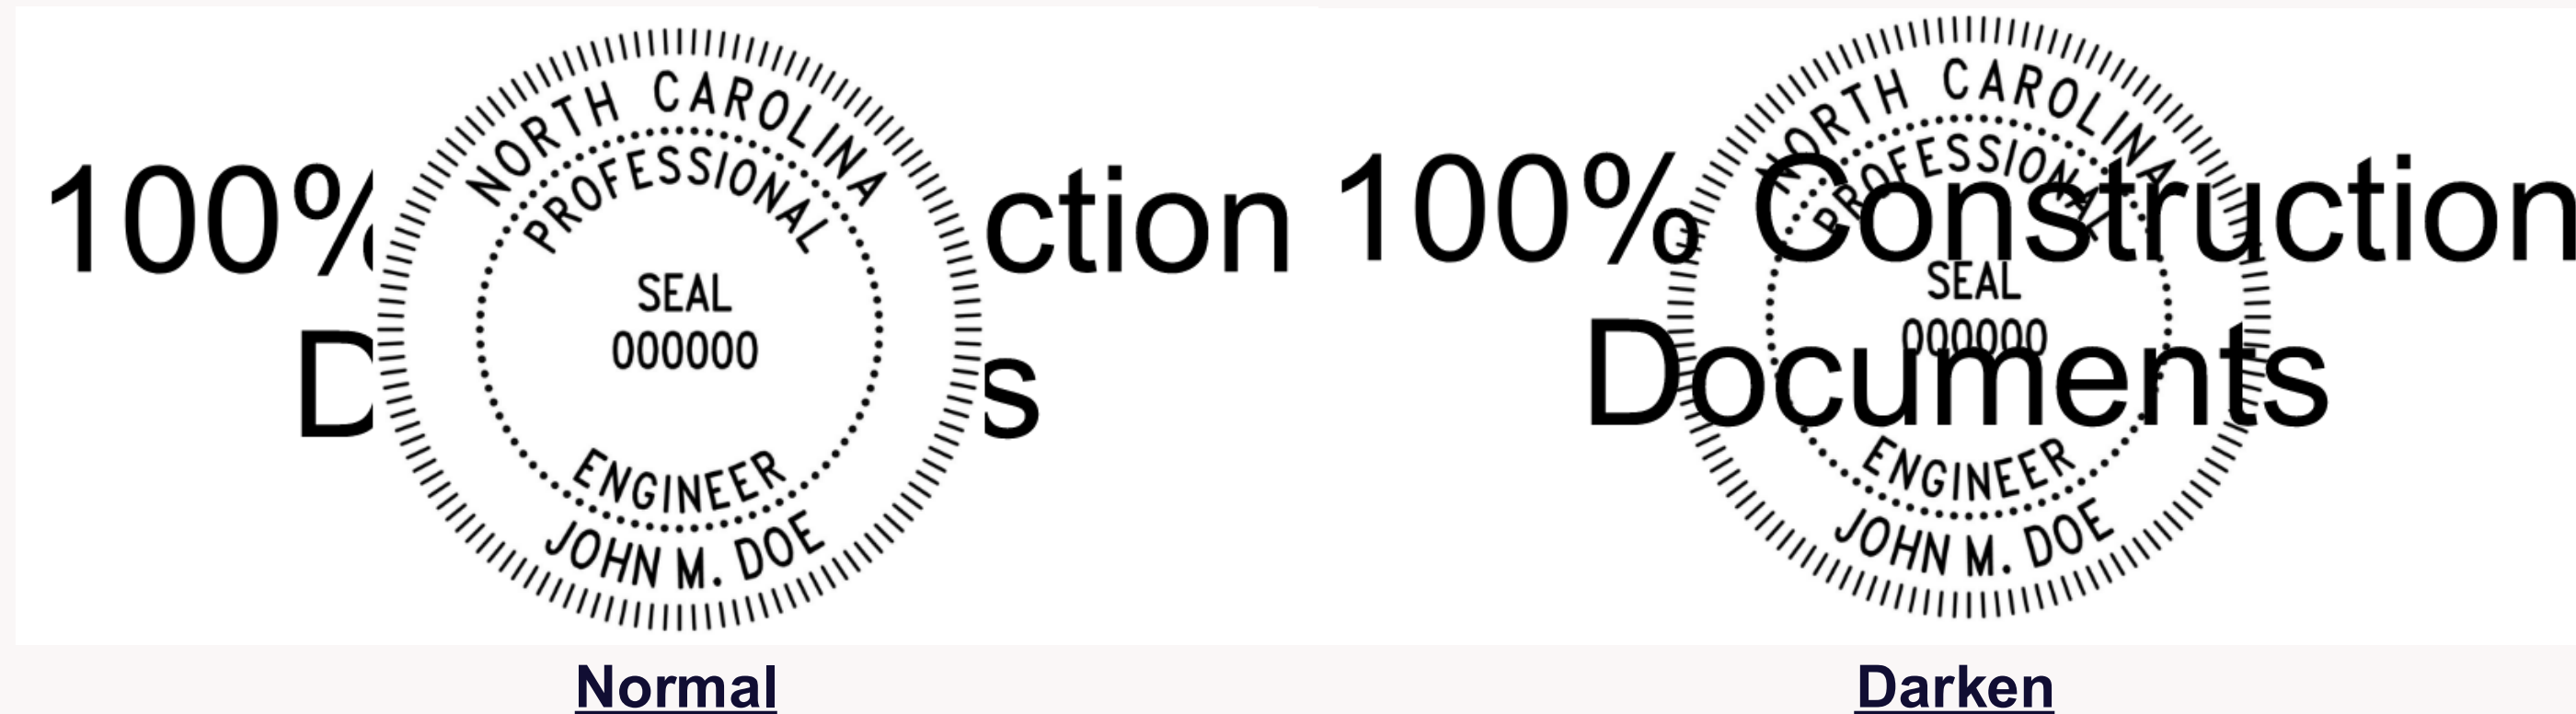 NORTH CAROLINA
PROFESSIONAL
100% ction
SEAL
000000
D s
ENGINEER
JOHN M. DOE
Normal
NORTH CAROLINA
PROFESSIONAL
100% Construction
SEAL
000000
Documents
ENGINEER
JOHN M. DOE
Darken